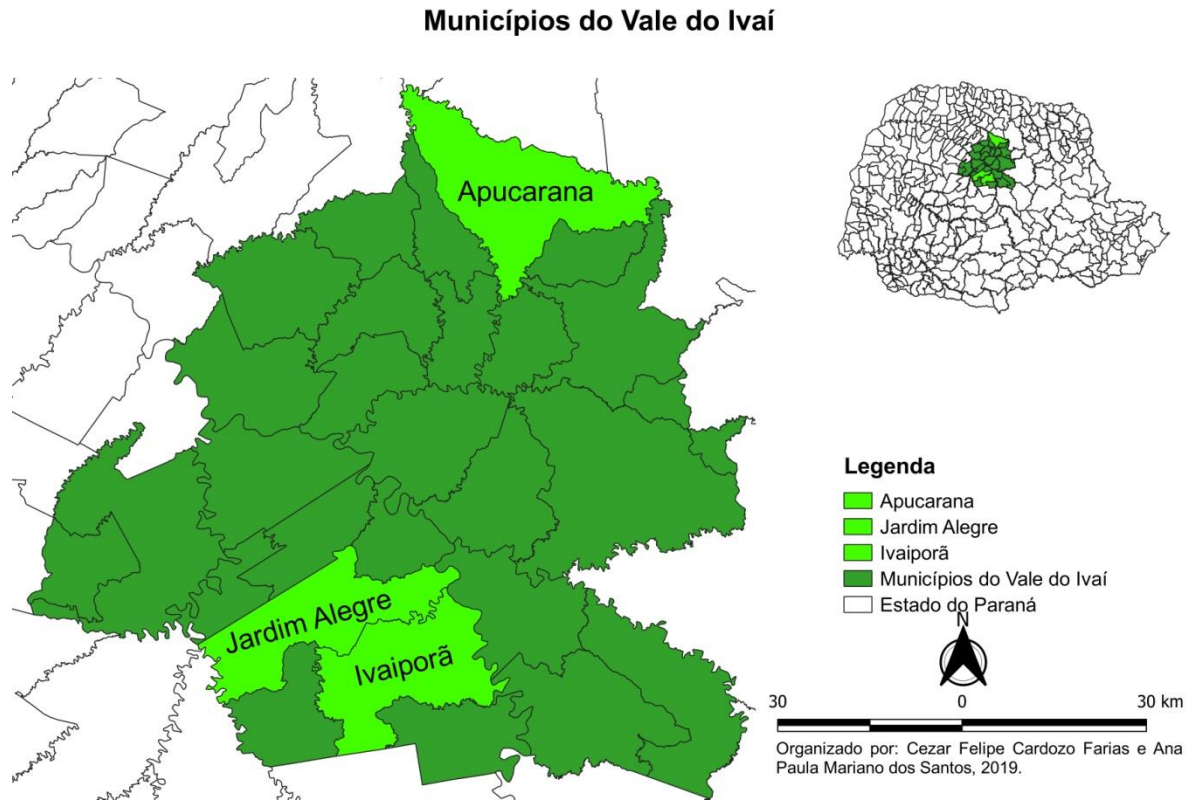 Municípios do Vale do Ivaí
Apucarana
Jardim Alegre
Ivaiporã
Legenda
Apucarana
Jardim Alegre
Ivaiporã
Municípios do Vale do Ivaí
Estado do Paraná
N
30 0 30 km
Organizado por: Cezar Felipe Cardozo Farias e Ana
Paula Mariano dos Santos, 2019.